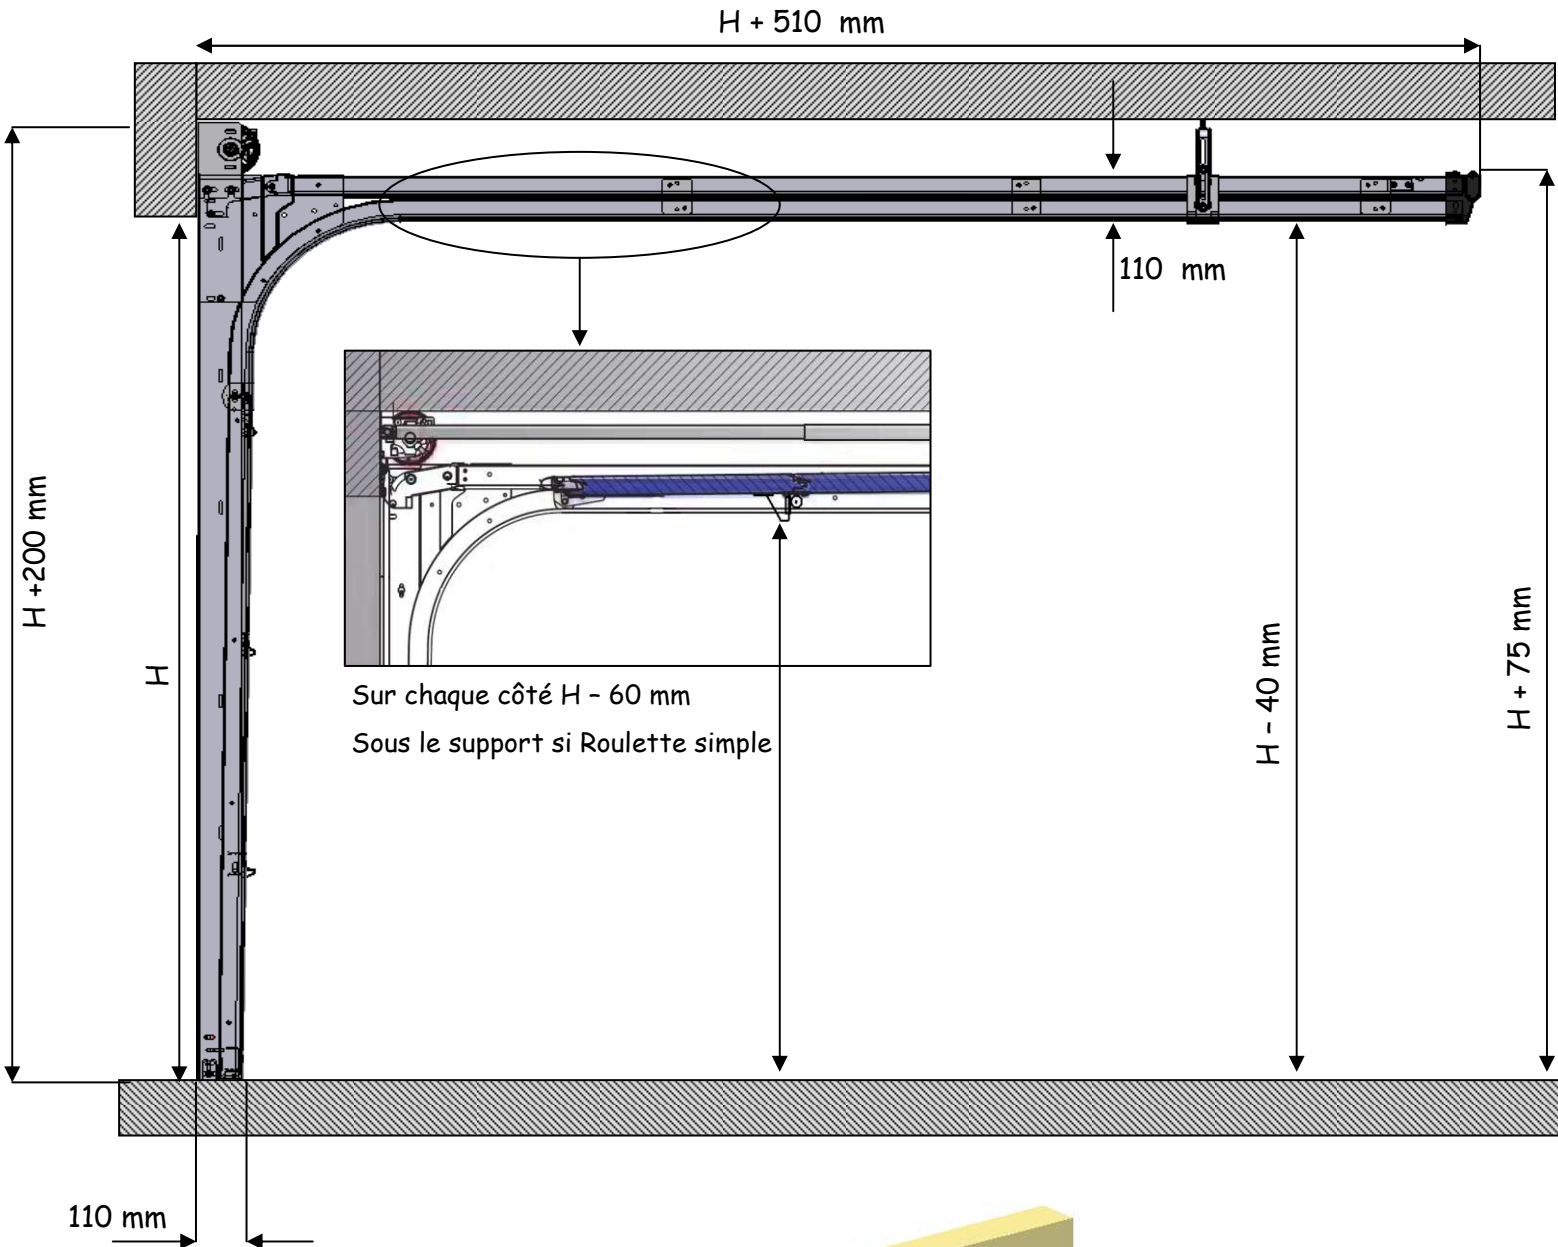 H + 510 mm
110 mm
H +200 mm
H
Sur chaque côté H – 60 mm
Sous le support si Roulette simple
H – 40 mm
H + 75 mm
110 mm